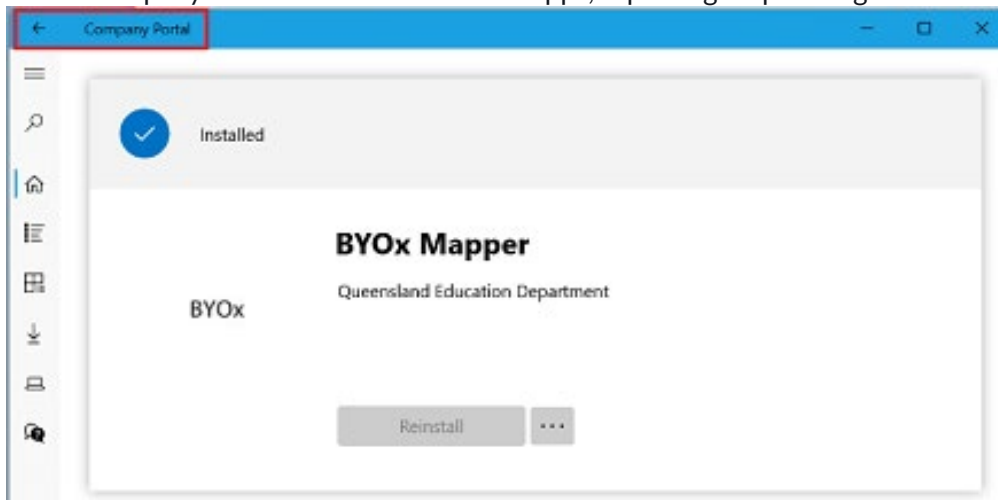 Company Portal
Installed
BYOx Mapper
Queensland Education Department
BYOx
Reinstall
...